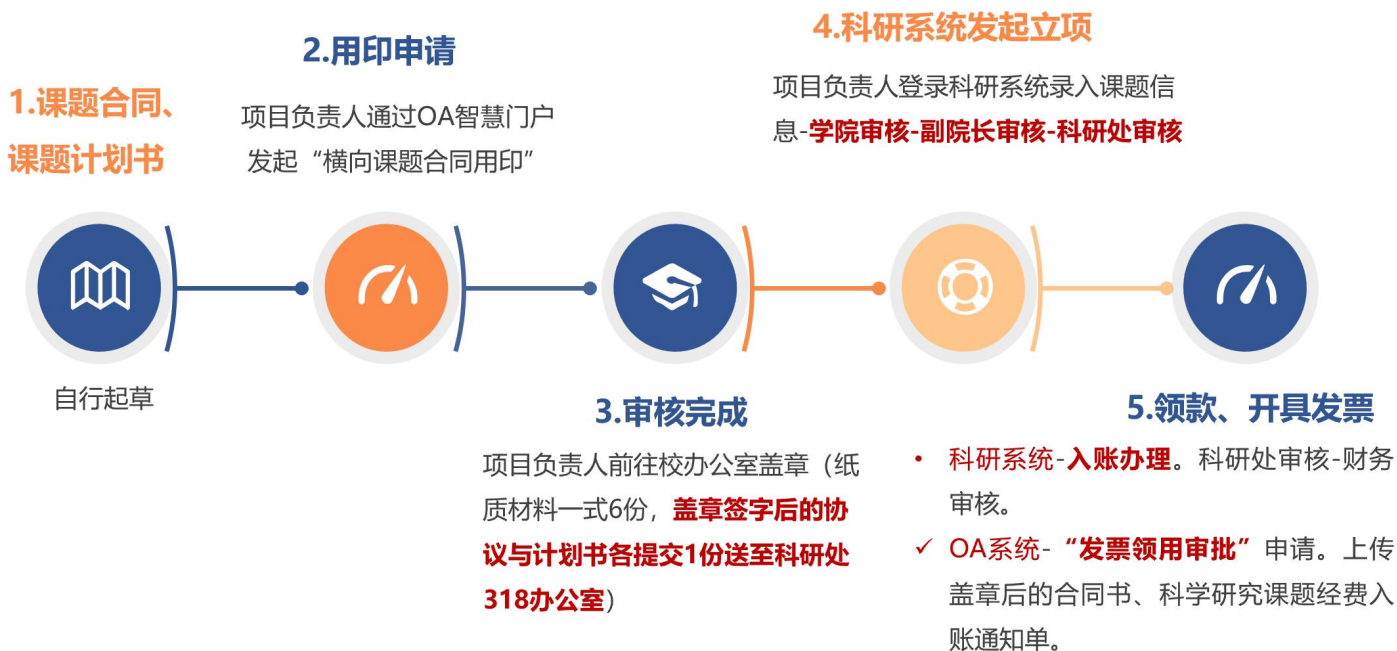 1.课题合同、
课题计划书
自行起草
2.用印申请
项目负责人通过OA智慧门户
发起“横向课题合同用印”
3.审核完成
项目负责人前往校办公室盖章（纸
质材料一式6份，盖章签字后的协
议与计划书各提交1份送至科研处
318办公室）
4.科研系统发起立项
项目负责人登录科研系统录入课题信
息-学院审核-副院长审核-科研处审核
5.领款、开具发票
• 科研系统-入账办理。科研处审核-财务
审核。
✓ OA系统-“发票领用审批”申请。上传
盖章后的合同书、科学研究课题经费入
账通知单。